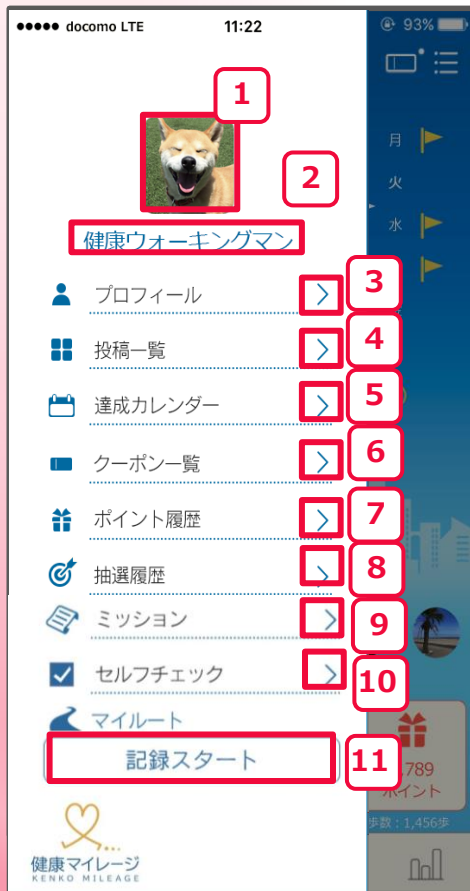 docomo LTE 11:22 93%
1
2
健康ウォーキングマン
月
火
水
プロフィール 3
投稿一覧 4
達成カレンダー 5
クーポン一覧 6
ポイント履歴 7
抽選履歴 8
ミッション 9
セルフチェック 10
マイルート
記録スタート 11
789
ポイント
歩数:1,456歩
健康マイレージ
KENKO MILEAGE